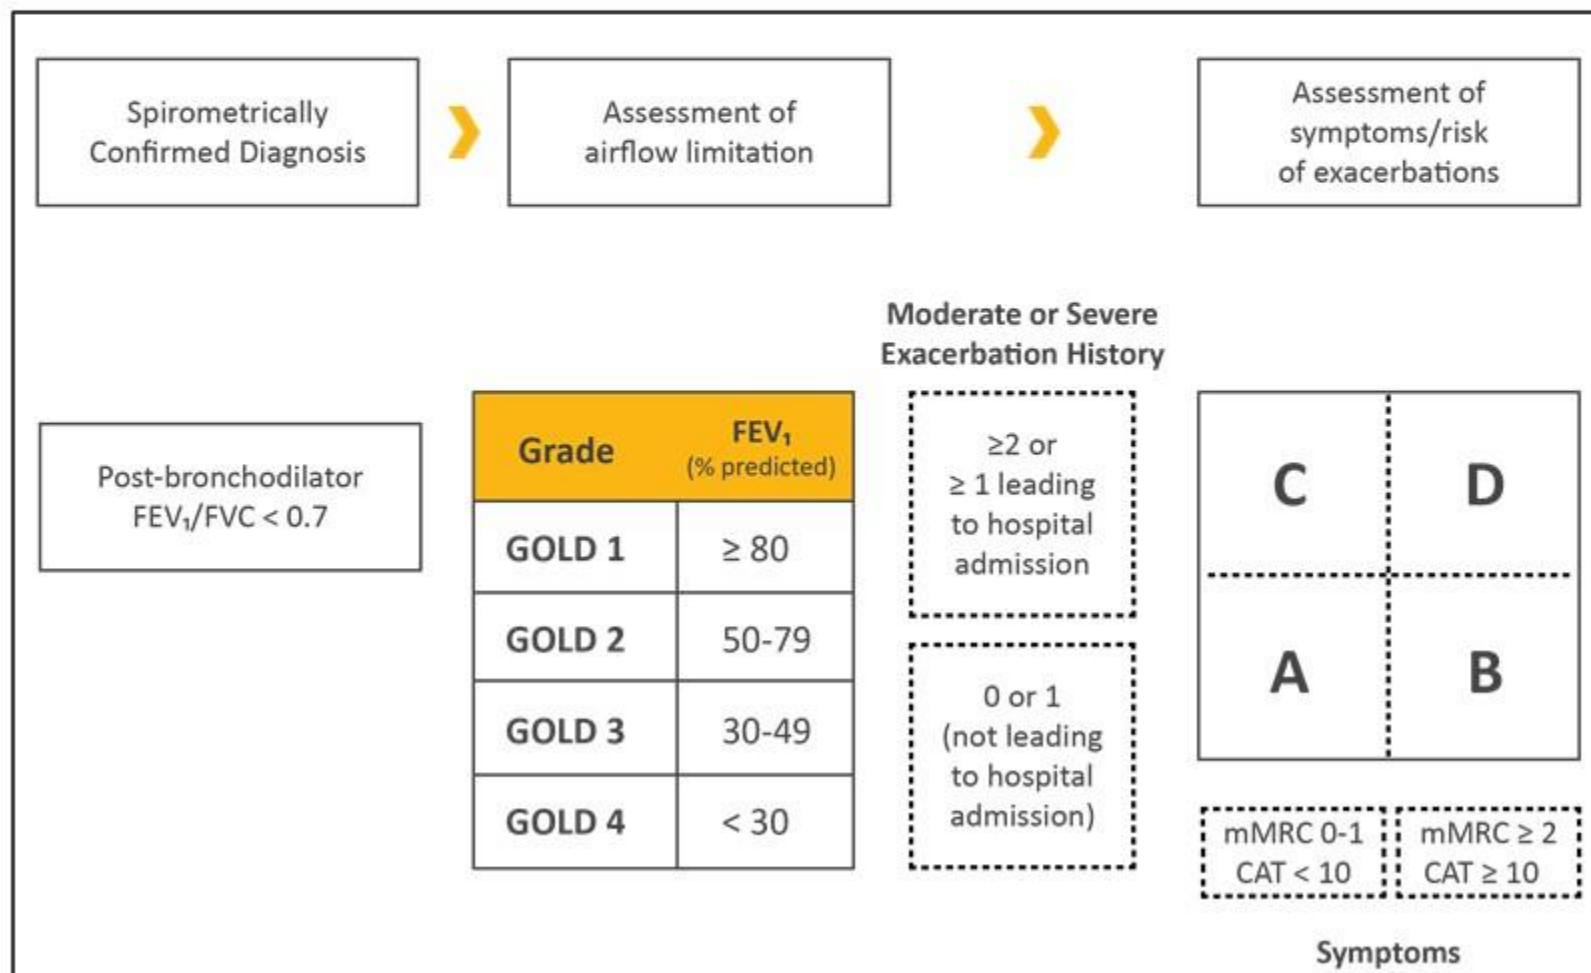 Spirometrically
Confirmed Diagnosis
Assessment of
airflow limitation
Assessment of
symptoms/risk
of exacerbations
Post-bronchodilator
FEV₁/FVC < 0.7
Grade
FEV₁
(% predicted)
GOLD 1
≥ 80
GOLD 2
50-79
GOLD 3
30-49
GOLD 4
< 30
Moderate or Severe
Exacerbation History
≥2 or
≥ 1 leading
to hospital
admission
0 or 1
(not leading
to hospital
admission)
C
D
A
B
mMRC 0-1
CAT < 10
mMRC ≥ 2
CAT ≥ 10
Symptoms